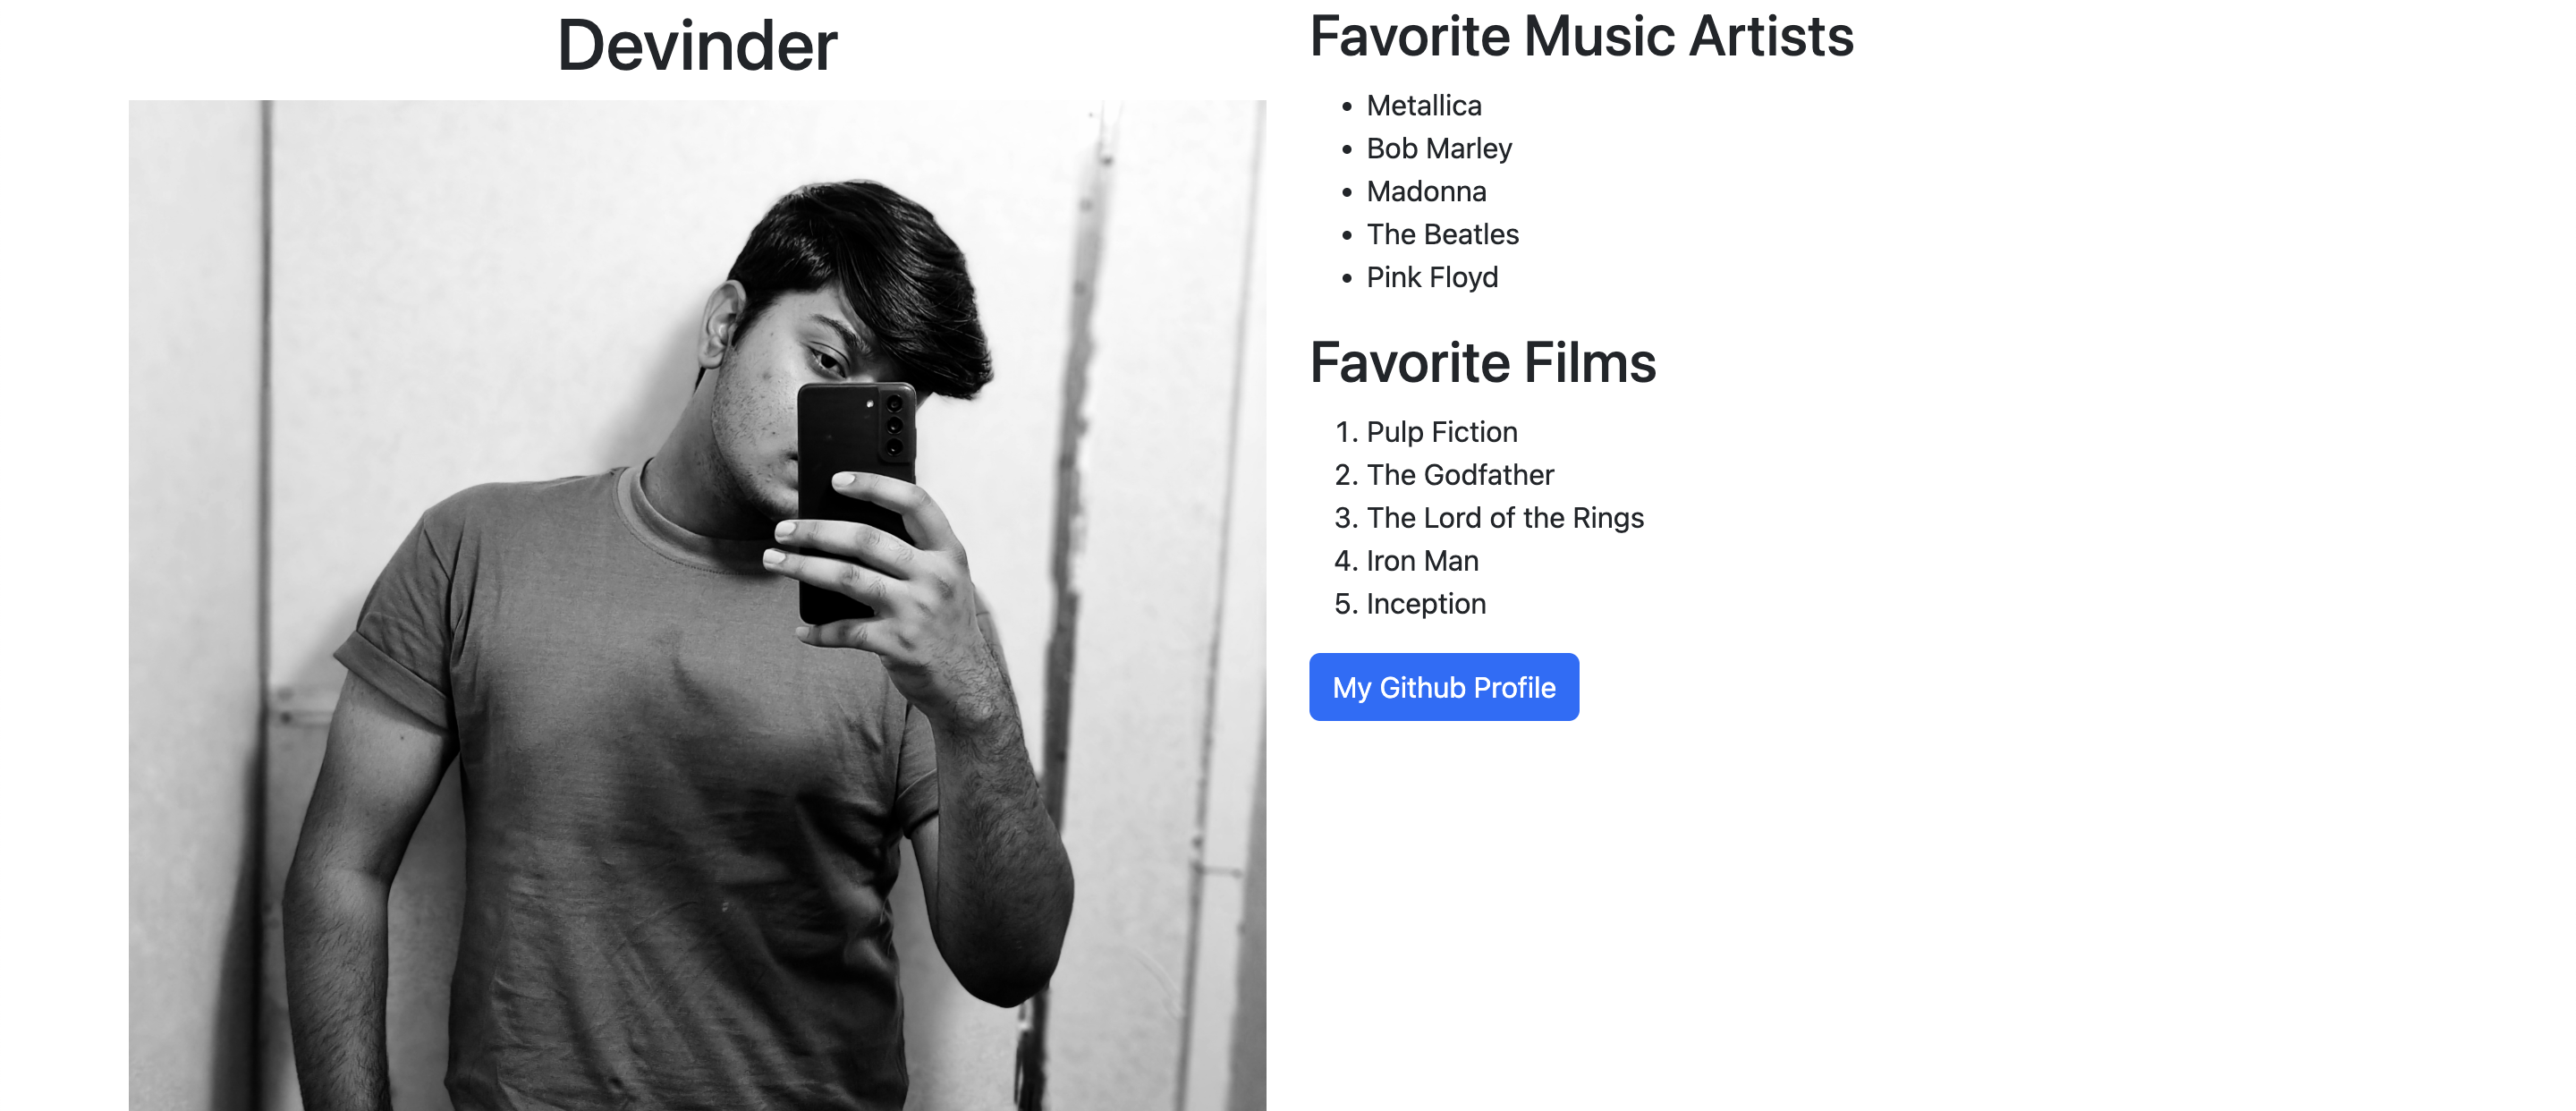 Devinder
Favorite Music Artists
• Metallica
• Bob Marley
• Madonna
• The Beatles
• Pink Floyd
Favorite Films
1. Pulp Fiction
2. The Godfather
3. The Lord of the Rings
4. Iron Man
5. Inception
My Github Profile